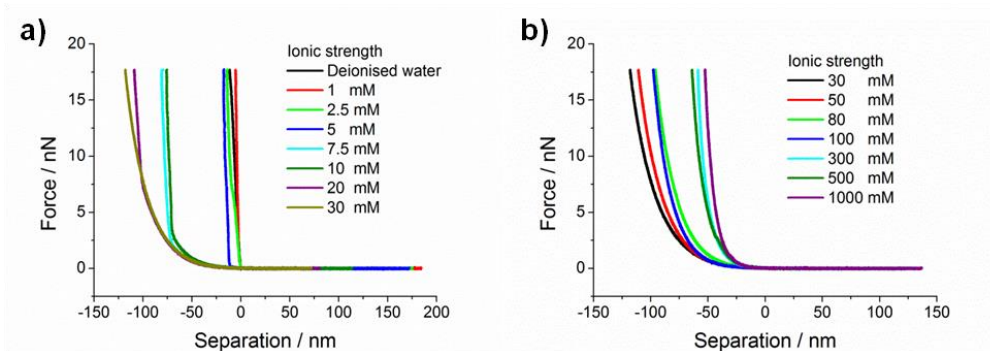 a)
Force / nN
20
15
10
5
0
-150 -100 -50 0 50 100 150 200
Separation / nm
Ionic strength
Deionised water
1 mM
2.5 mM
5 mM
7.5 mM
10 mM
20 mM
30 mM
b)
Force / nN
20
15
10
5
0
-150 -100 -50 0 50 100 150
Separation / nm
Ionic strength
30 mM
50 mM
80 mM
100 mM
300 mM
500 mM
1000 mM